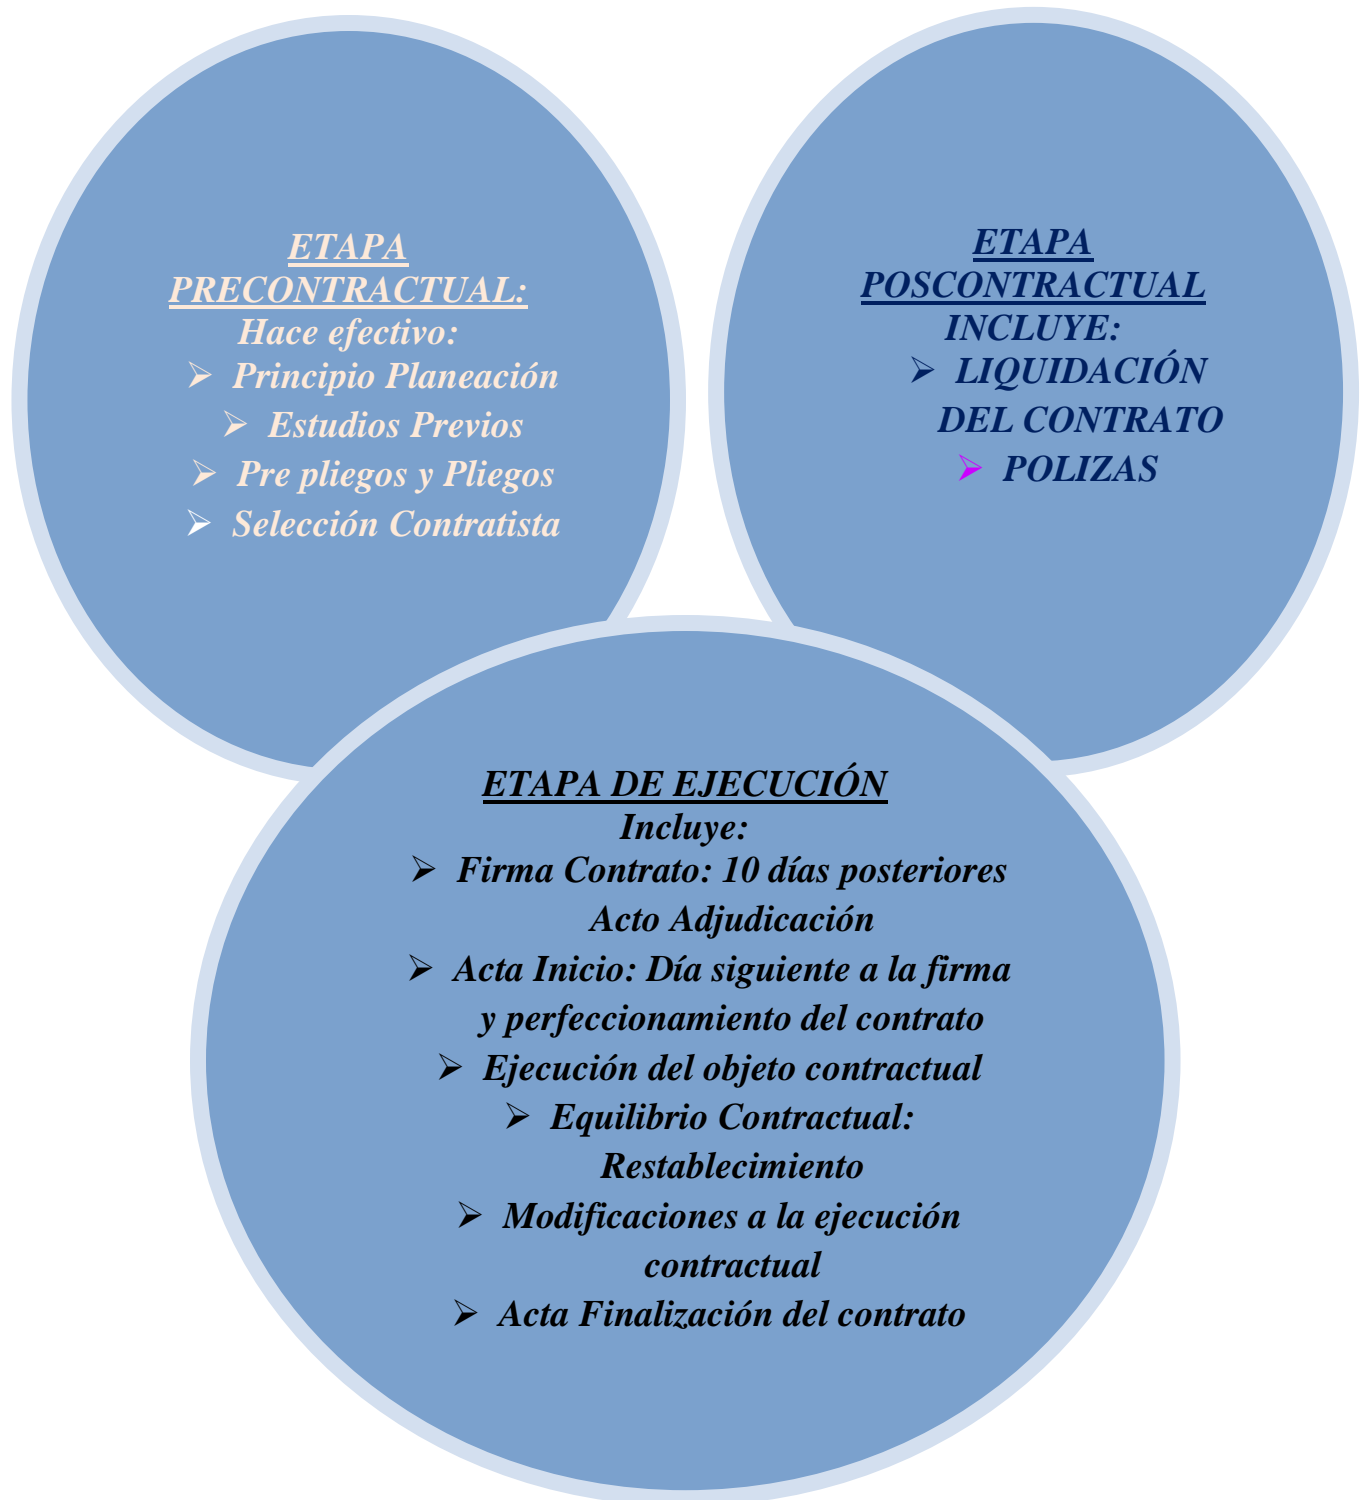 ETAPA
PRECONTRACTUAL:
Hace efectivo:
➢ Principio Planeación
➢ Estudios Previos
➢ Pre pliegos y Pliegos
➢ Selección Contratista
ETAPA
POSCONTRACTUAL
INCLUYE:
➢ LIQUIDACIÓN
DEL CONTRATO
➢ POLIZAS
ETAPA DE EJECUCIÓN
Incluye:
➢ Firma Contrato: 10 días posteriores
Acto Adjudicación
➢ Acta Inicio: Día siguiente a la firma
y perfeccionamiento del contrato
➢ Ejecución del objeto contractual
➢ Equilibrio Contractual:
Restablecimiento
➢ Modificaciones a la ejecución
contractual
➢ Acta Finalización del contrato